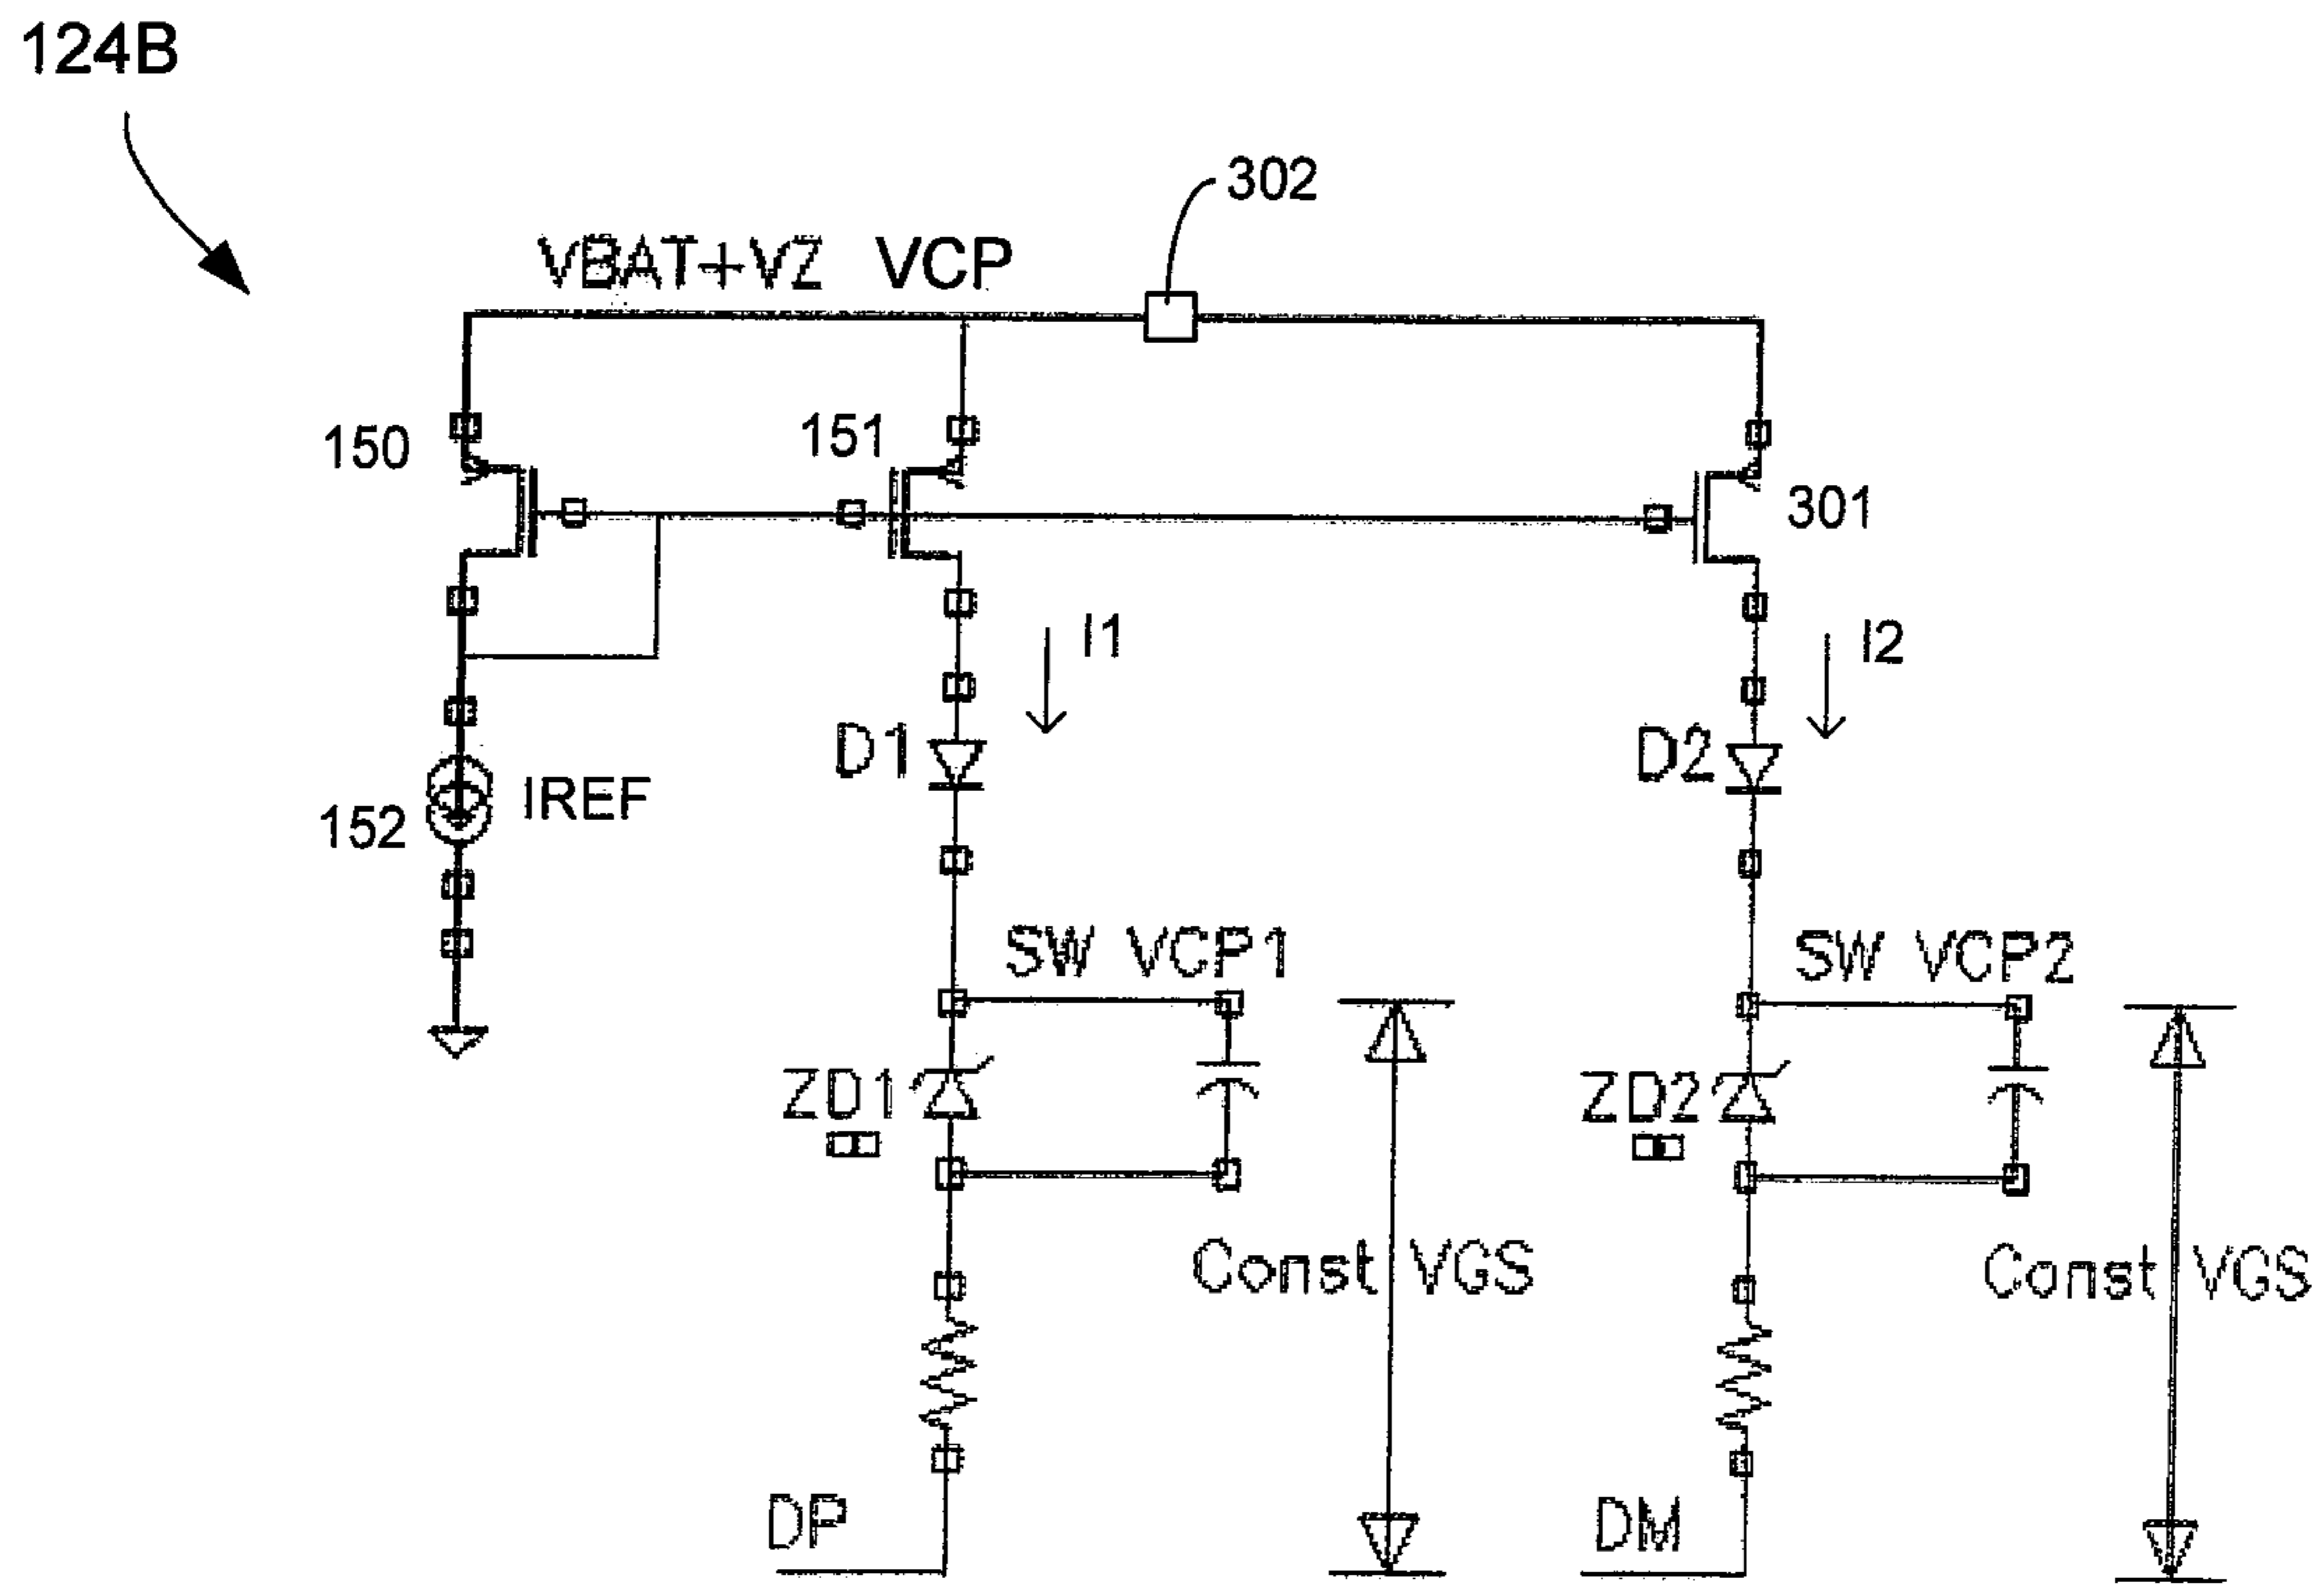 124B
302
VBAT+VZ VCP
150
151
301
I1
I2
D1
D2
152
IREF
SW VCP1
SW VCP2
ZD1
ZD2
Const VGS
Const VGS
DP
DM